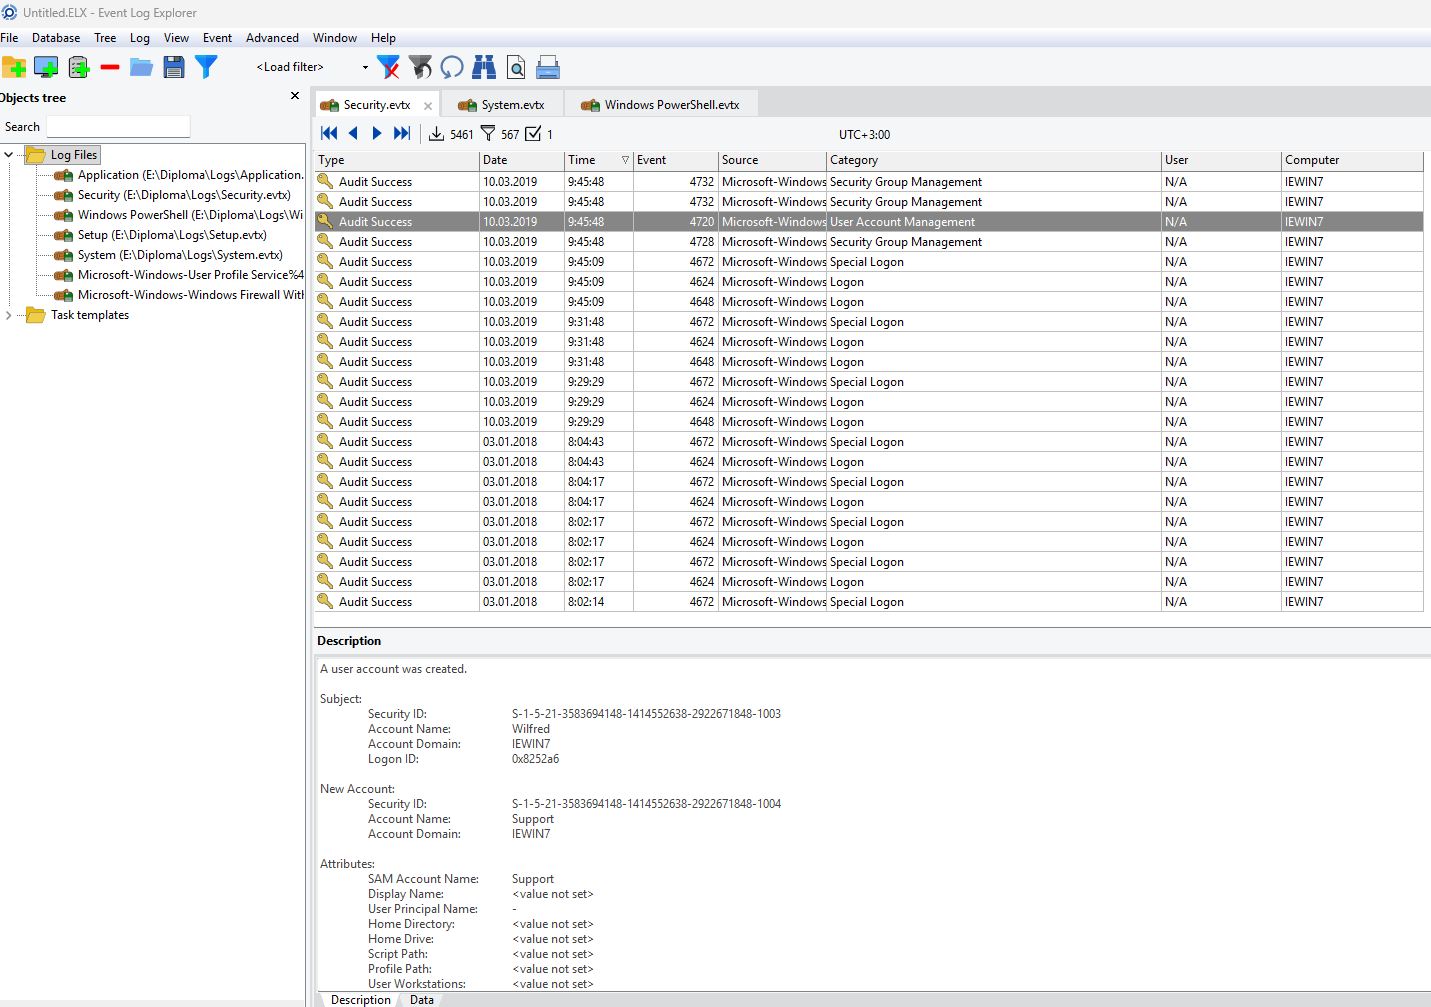 Untitled.ELX - Event Log Explorer
File Database Tree Log View Event Advanced Window Help
<Load filter>
Objects tree
Search
Log Files
Application (E:\Diploma\Logs\Application.
Security (E:\Diploma\Logs\Security.evtx)
Windows PowerShell (E:\Diploma\Logs\Wi
Setup (E:\Diploma\Logs\Setup.evtx)
System (E:\Diploma\Logs\System.evtx)
Microsoft-Windows-User Profile Service%4
Microsoft-Windows-Windows Firewall With
Task templates
Security.evtx System.evtx Windows PowerShell.evtx
5461 567 1 UTC+3:00
Type Date Time Event Source Category User Computer
Audit Success 10.03.2019 9:45:48 4732 Microsoft-Windows Security Group Management N/A IEWIN7
Audit Success 10.03.2019 9:45:48 4732 Microsoft-Windows Security Group Management N/A IEWIN7
Audit Success 10.03.2019 9:45:48 4720 Microsoft-Windows User Account Management N/A IEWIN7
Audit Success 10.03.2019 9:45:48 4728 Microsoft-Windows Security Group Management N/A IEWIN7
Audit Success 10.03.2019 9:45:09 4672 Microsoft-Windows Special Logon N/A IEWIN7
Audit Success 10.03.2019 9:45:09 4624 Microsoft-Windows Logon N/A IEWIN7
Audit Success 10.03.2019 9:45:09 4648 Microsoft-Windows Logon N/A IEWIN7
Audit Success 10.03.2019 9:31:48 4672 Microsoft-Windows Special Logon N/A IEWIN7
Audit Success 10.03.2019 9:31:48 4624 Microsoft-Windows Logon N/A IEWIN7
Audit Success 10.03.2019 9:31:48 4648 Microsoft-Windows Logon N/A IEWIN7
Audit Success 10.03.2019 9:29:29 4672 Microsoft-Windows Special Logon N/A IEWIN7
Audit Success 10.03.2019 9:29:29 4624 Microsoft-Windows Logon N/A IEWIN7
Audit Success 10.03.2019 9:29:29 4648 Microsoft-Windows Logon N/A IEWIN7
Audit Success 03.01.2018 8:04:43 4672 Microsoft-Windows Special Logon N/A IEWIN7
Audit Success 03.01.2018 8:04:43 4624 Microsoft-Windows Logon N/A IEWIN7
Audit Success 03.01.2018 8:04:17 4672 Microsoft-Windows Special Logon N/A IEWIN7
Audit Success 03.01.2018 8:04:17 4624 Microsoft-Windows Logon N/A IEWIN7
Audit Success 03.01.2018 8:02:17 4672 Microsoft-Windows Special Logon N/A IEWIN7
Audit Success 03.01.2018 8:02:17 4624 Microsoft-Windows Logon N/A IEWIN7
Audit Success 03.01.2018 8:02:17 4672 Microsoft-Windows Special Logon N/A IEWIN7
Audit Success 03.01.2018 8:02:17 4624 Microsoft-Windows Logon N/A IEWIN7
Audit Success 03.01.2018 8:02:14 4672 Microsoft-Windows Special Logon N/A IEWIN7
Description
A user account was created.
Subject:
Security ID: S-1-5-21-3583694148-1414552638-2922671848-1003
Account Name: Wilfred
Account Domain: IEWIN7
Logon ID: 0x8252a6
New Account:
Security ID: S-1-5-21-3583694148-1414552638-2922671848-1004
Account Name: Support
Account Domain: IEWIN7
Attributes:
SAM Account Name: Support
Display Name: <value not set>
User Principal Name: -
Home Directory: <value not set>
Home Drive: <value not set>
Script Path: <value not set>
Profile Path: <value not set>
User Workstations: <value not set>
Description Data